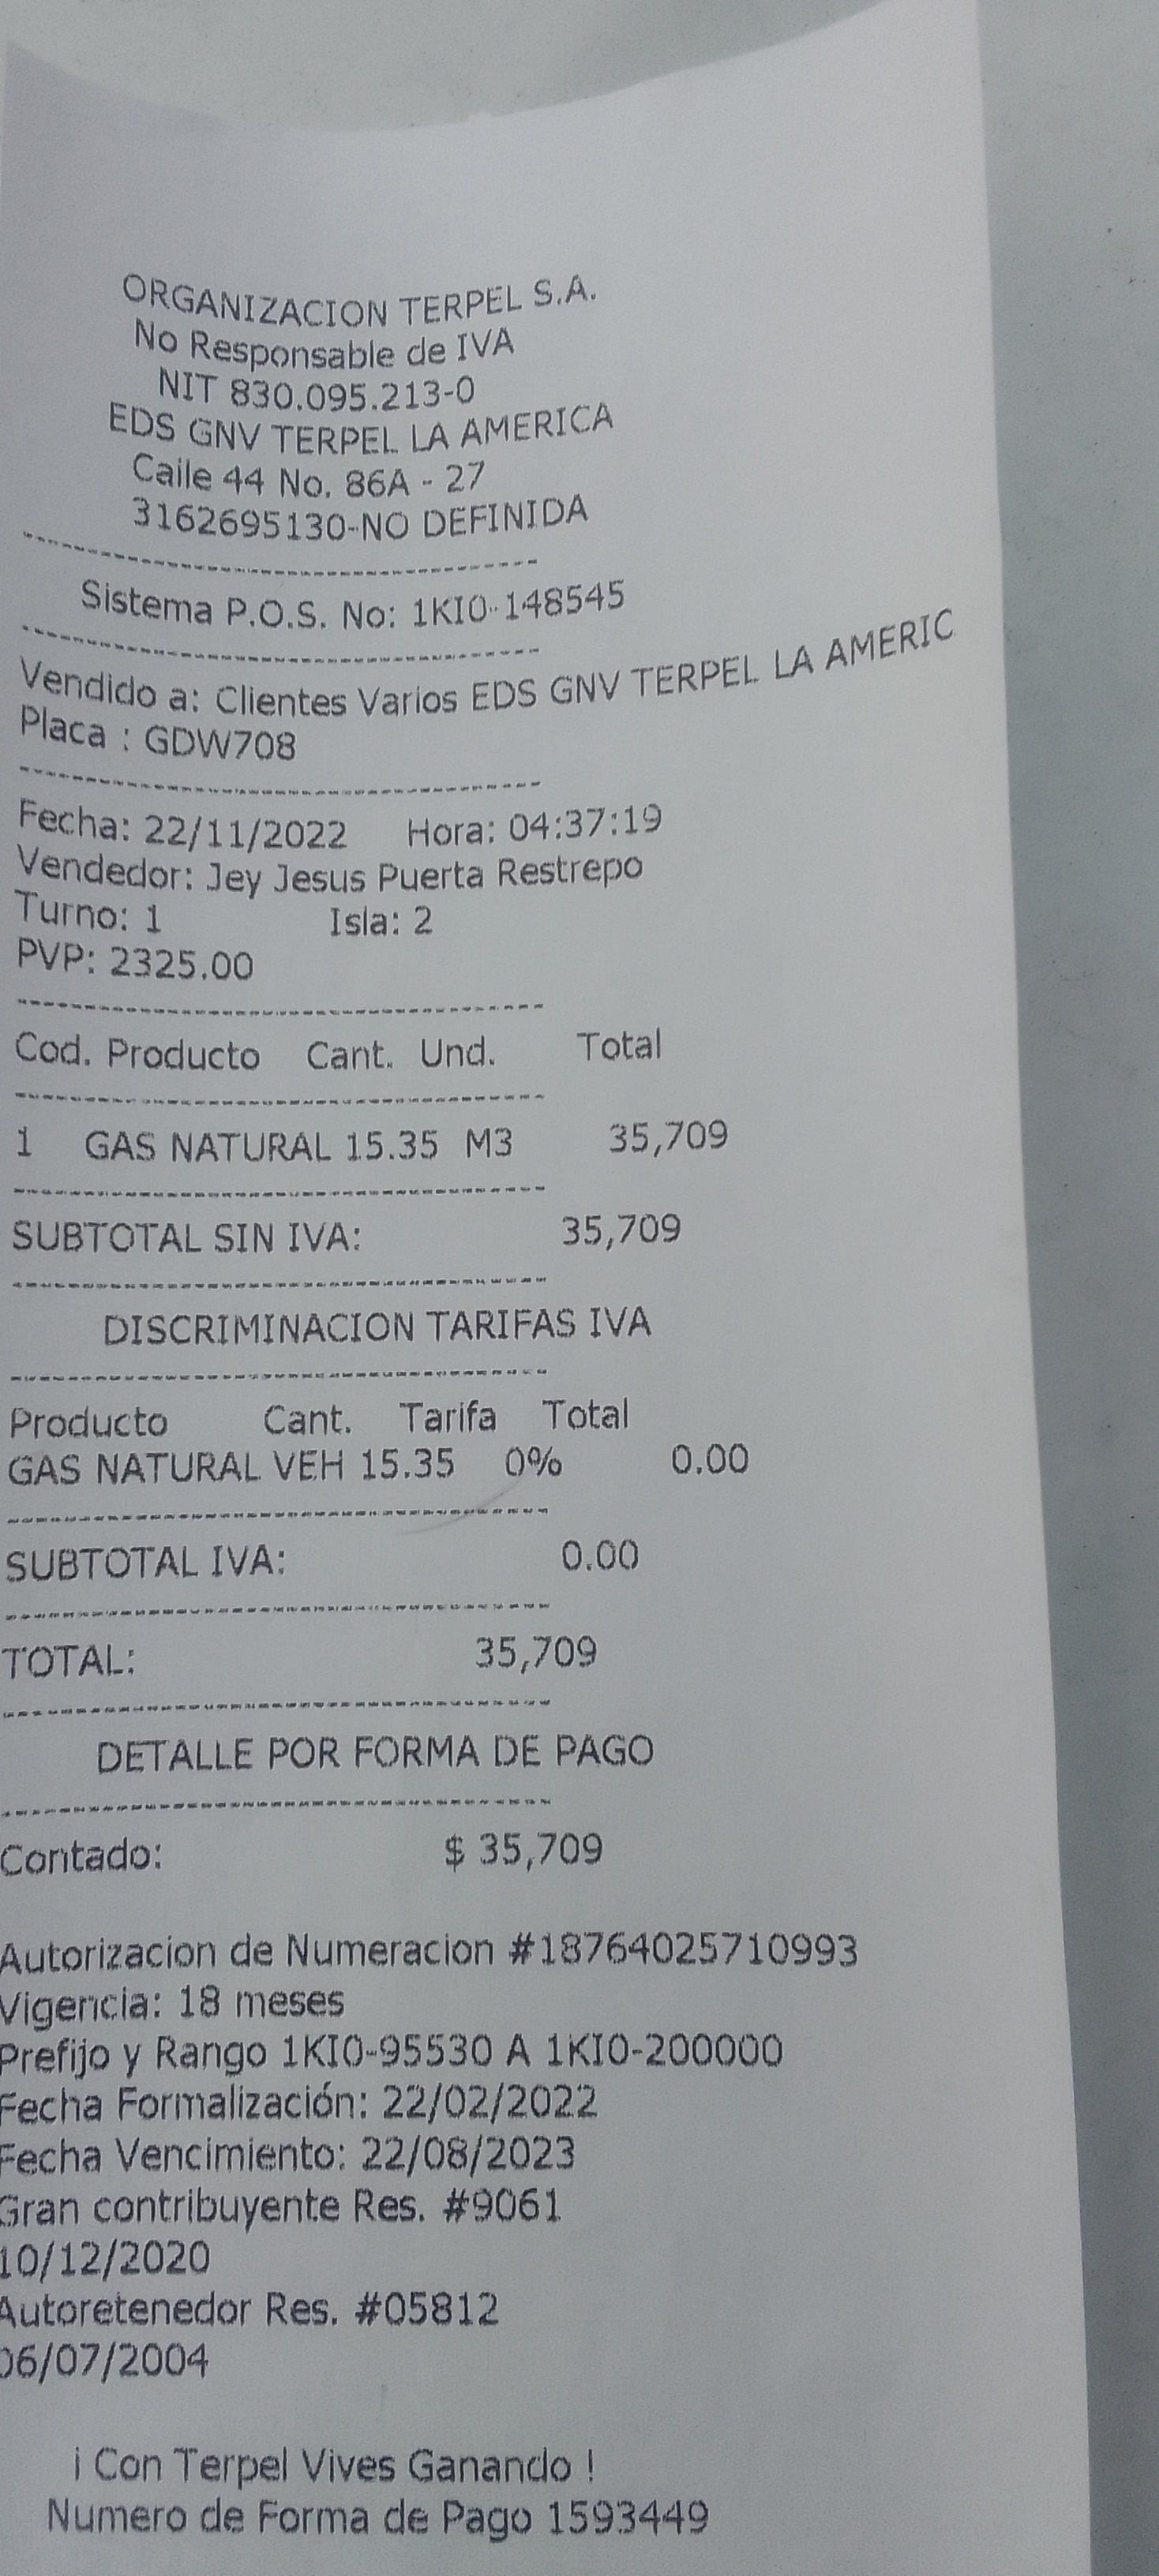 ORGANIZACION TERPEL S.A.
No Responsable de IVA
NIT 830.095.213-0
EDS GNV TERPEL LA AMERICA
Calle 44 No. 86A - 27
3162695130-NO DEFINIDA
Sistema P.O.S. No: 1KI0-148545
Vendido a: Clientes Varios EDS GNV TERPEL LA AMERIC
Placa : GDW708
Fecha: 22/11/2022 Hora: 04:37:19
Vendedor: Jey Jesus Puerta Restrepo
Turno: 1 Isla: 2
PVP: 2325.00
Cod. Producto Cant. Und. Total
1 GAS NATURAL 15.35 M3 35,709
SUBTOTAL SIN IVA: 35,709
DISCRIMINACION TARIFAS IVA
Producto Cant. Tarifa Total
GAS NATURAL VEH 15.35 0% 0.00
SUBTOTAL IVA: 0.00
TOTAL: 35,709
DETALLE POR FORMA DE PAGO
Contado: $ 35,709
Autorizacion de Numeracion #18764025710993
Vigencia: 18 meses
Prefijo y Rango 1KI0-95530 A 1KI0-200000
Fecha Formalización: 22/02/2022
Fecha Vencimiento: 22/08/2023
Gran contribuyente Res. #9061
10/12/2020
Autoretenedor Res. #05812
06/07/2004
¡ Con Terpel Vives Ganando !
Numero de Forma de Pago 1593449